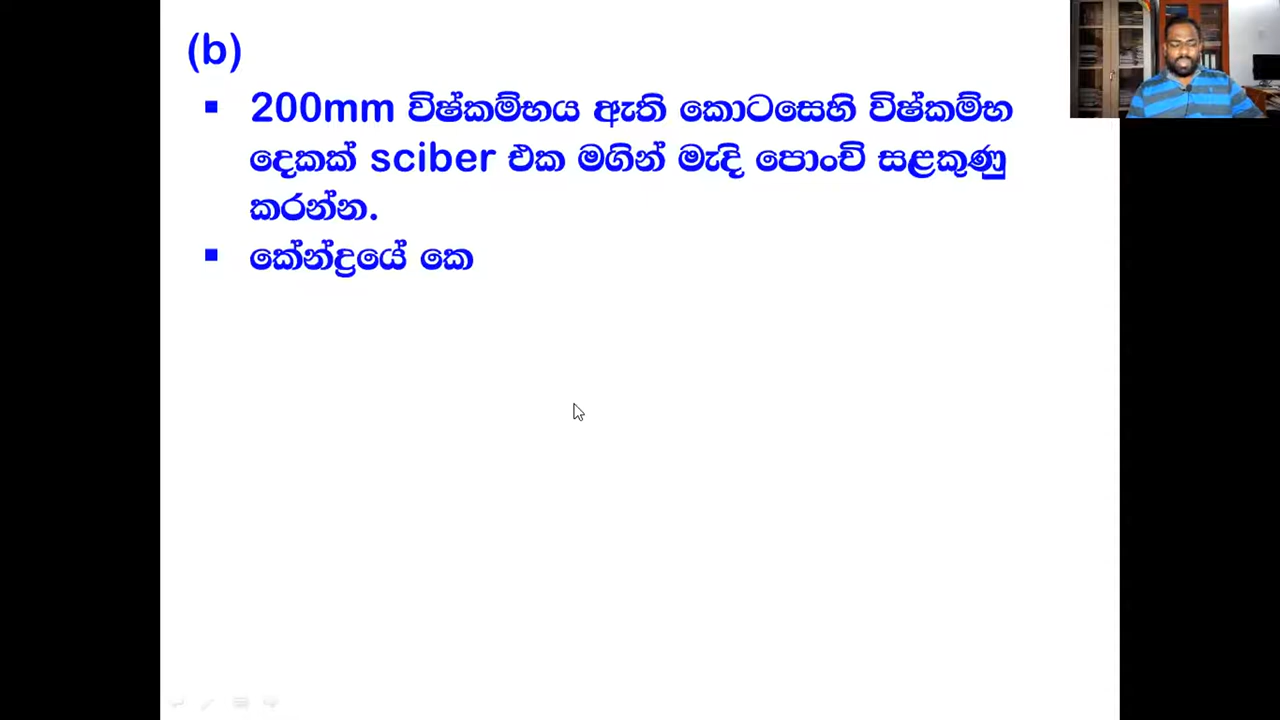 (b)
▪ 200mm විෂ්කම්භය ඇති කොටසෙහි විෂ්කම්භ
දෙකක් sciber එක මගින් මැදි පොංචි සළකුණු
කරන්න.
▪ කේන්ද්‍රයේ කෙ